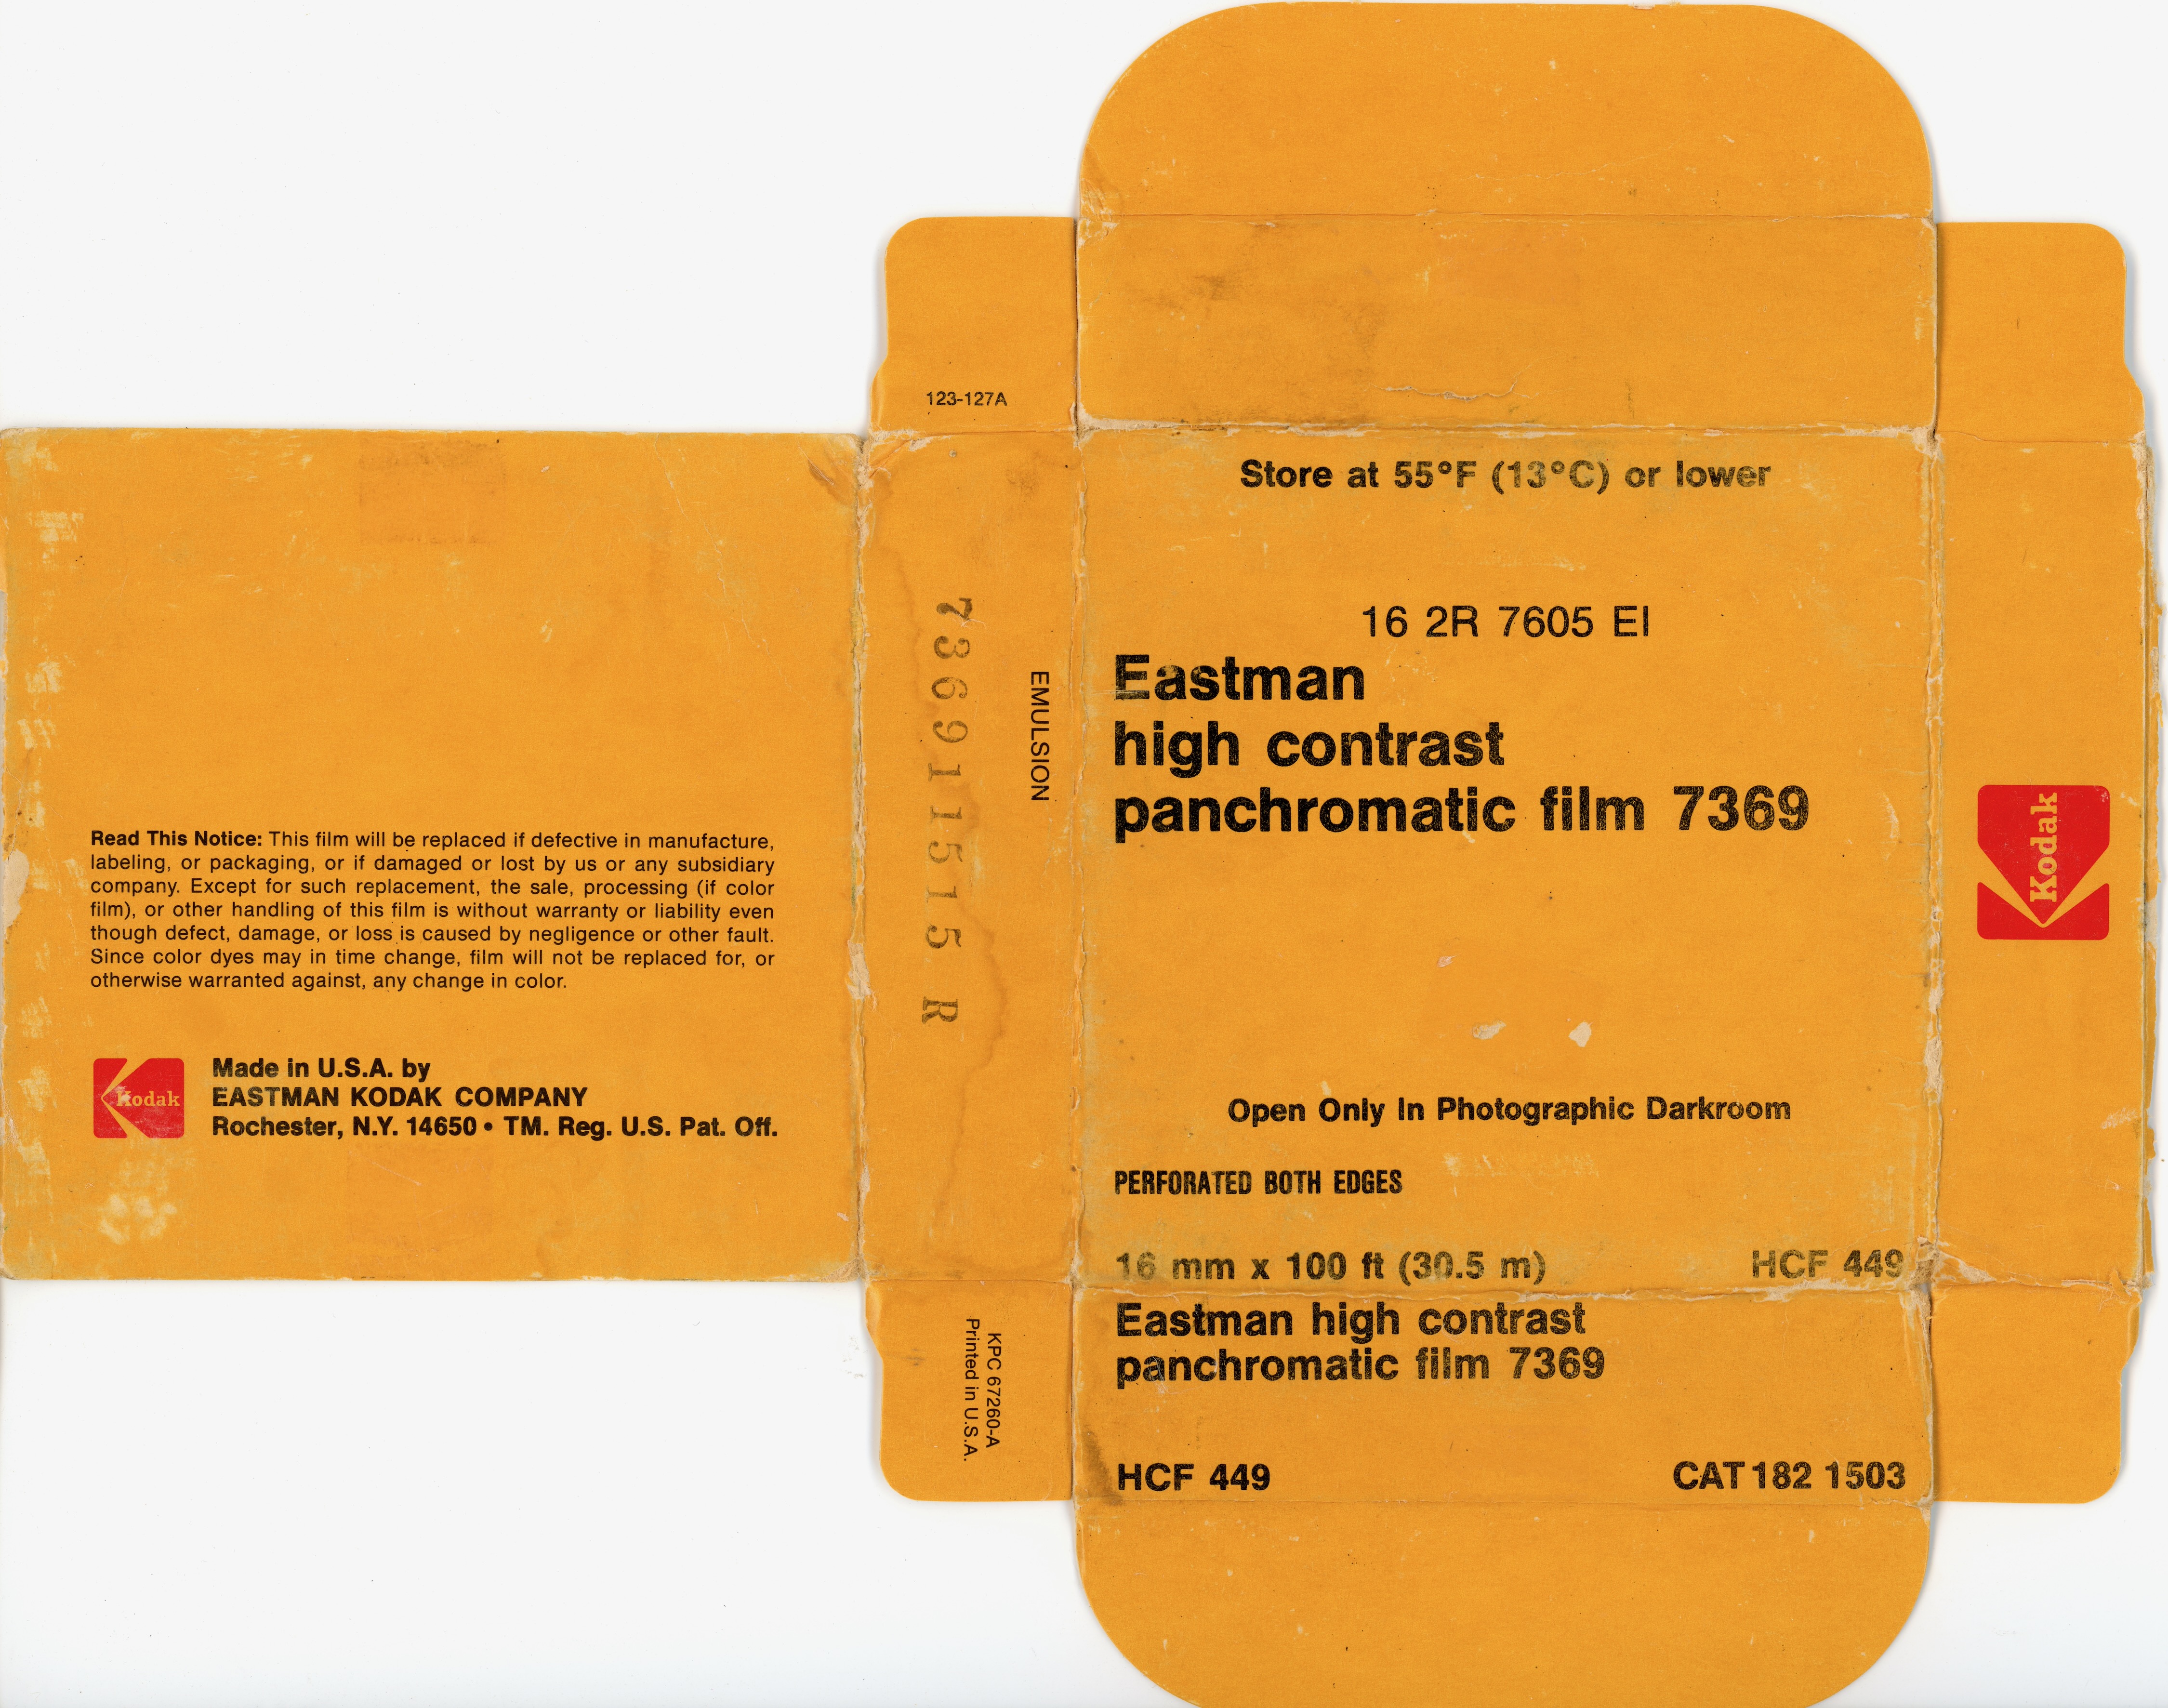 123-127A
Store at 55°F (13°C) or lower
16 2R 7605 EI
Eastman
high contrast
panchromatic film 7369
Open Only In Photographic Darkroom
PERFORATED BOTH EDGES
16 mm x 100 ft (30.5 m) HCF 449
Eastman high contrast
panchromatic film 7369
HCF 449 CAT 182 1503
EMULSION
73691 1515 R
KPC 67260-A
Printed in U.S.A.
Read This Notice: This film will be replaced if defective in manufacture,
labeling, or packaging, or if damaged or lost by us or any subsidiary
company. Except for such replacement, the sale, processing (if color
film), or other handling of this film is without warranty or liability even
though defect, damage, or loss is caused by negligence or other fault.
Since color dyes may in time change, film will not be replaced for, or
otherwise warranted against, any change in color.
Kodak
Made in U.S.A. by
EASTMAN KODAK COMPANY
Rochester, N.Y. 14650 • TM. Reg. U.S. Pat. Off.
Kodak